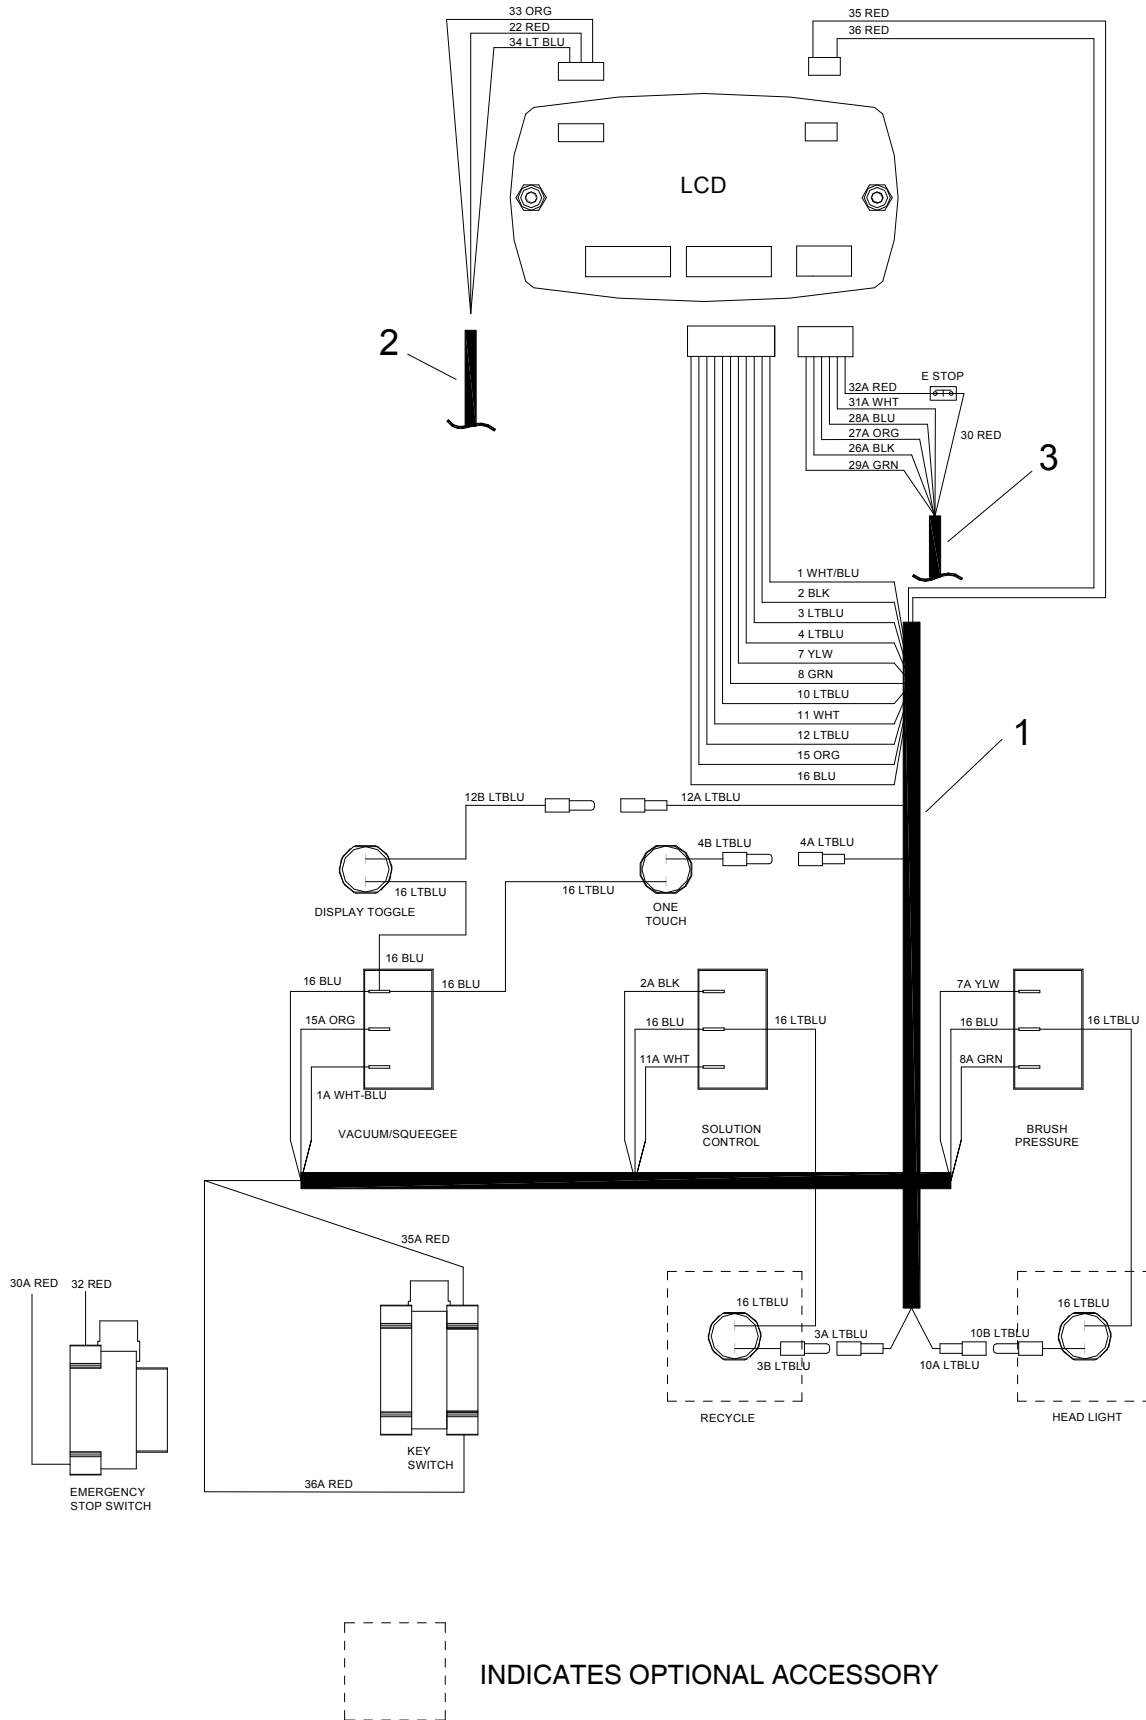 33 ORG
22 RED
34 LT BLU
35 RED
36 RED
LCD
2
32A RED
E STOP
31A WHT
28A BLU
27A ORG
30 RED
26A BLK
29A GRN
3
1 WHT/BLU
2 BLK
3 LTBLU
4 LTBLU
7 YLW
8 GRN
10 LTBLU
11 WHT
12 LTBLU
15 ORG
16 BLU
1
12B LTBLU
12A LTBLU
4B LTBLU
4A LTBLU
16 LTBLU
DISPLAY TOGGLE
16 LTBLU
ONE
TOUCH
16 BLU
16 BLU
16 BLU
15A ORG
1A WHT-BLU
VACUUM/SQUEEGEE
2A BLK
16 BLU
16 LTBLU
11A WHT
SOLUTION
CONTROL
7A YLW
16 BLU
16 LTBLU
8A GRN
BRUSH
PRESSURE
35A RED
30A RED
32 RED
EMERGENCY
STOP SWITCH
KEY
SWITCH
36A RED
16 LTBLU
3A LTBLU
3B LTBLU
RECYCLE
16 LTBLU
10B LTBLU
10A LTBLU
HEAD LIGHT
INDICATES OPTIONAL ACCESSORY